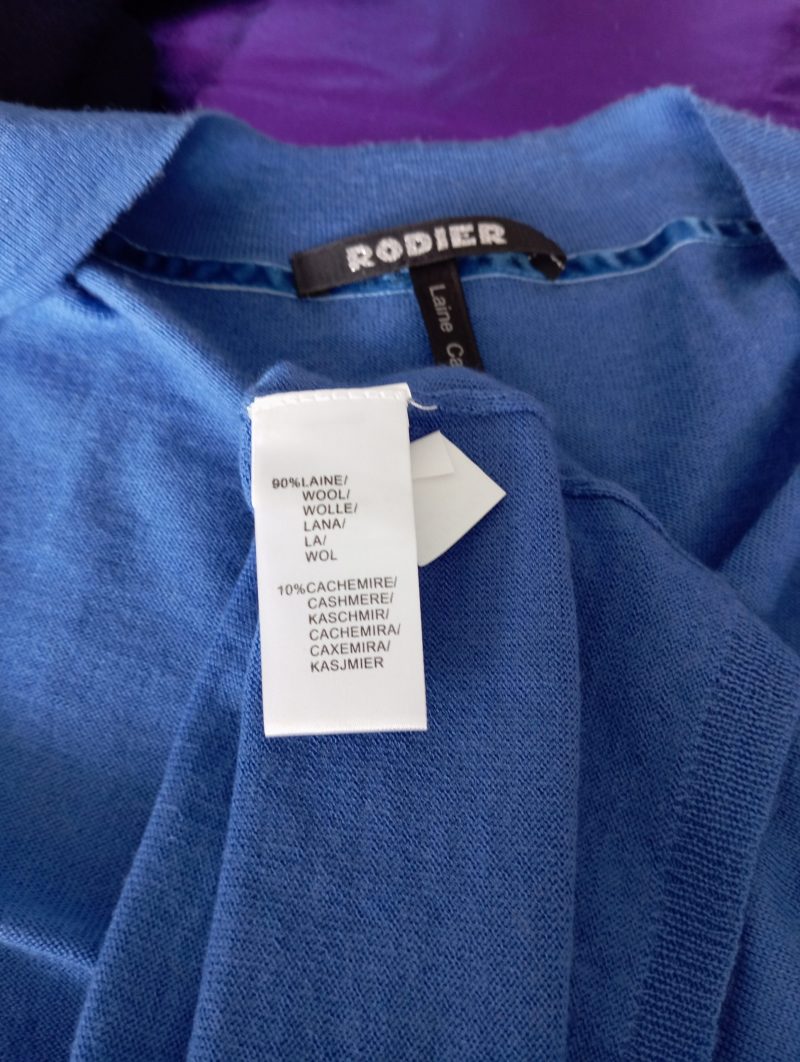 RODIER
Laine
90%LAINE/
WOOL/
WOLLE/
LANA/
LA/
WOL
10%CACHEMIRE/
CASHMERE/
KASCHMIR/
CACHEMIRA/
CAXEMIRA/
KASJMIER